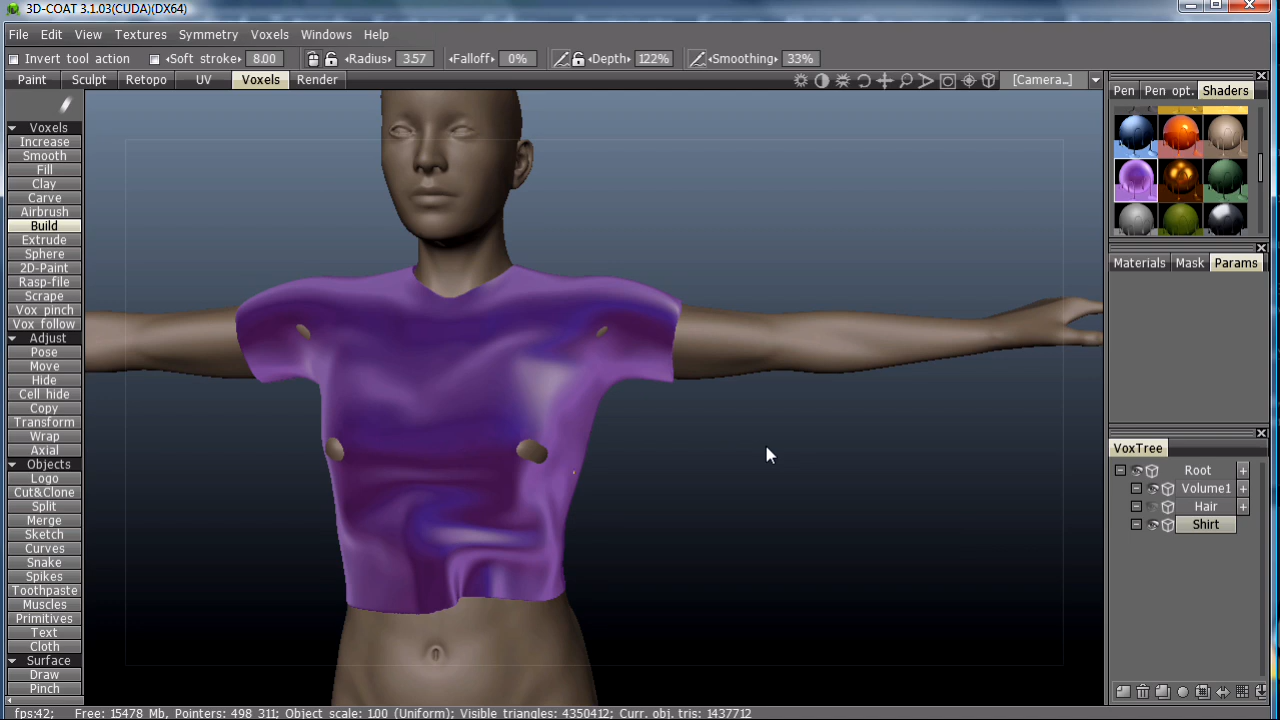 3D-COAT 3.1.03(CUDA)(DX64)
File Edit View Textures Symmetry Voxels Windows Help
Invert tool action Soft stroke 8.00 Radius 3.57 Falloff 0% Depth 122% Smoothing 33%
Paint Sculpt Retopo UV Voxels Render [Camera_]
Pen Pen opt. Shaders
Voxels
Increase
Smooth
Fill
Clay
Carve
Airbrush
Build
Extrude
Sphere
2D-Paint
Rasp-file
Scrape
Vox pinch
Vox follow
Adjust
Pose
Move
Hide
Cell hide
Copy
Transform
Wrap
Axial
Objects
Logo
Cut&Clone
Split
Merge
Sketch
Curves
Snake
Spikes
Toothpaste
Muscles
Primitives
Text
Cloth
Surface
Draw
Pinch
Materials Mask Params
VoxTree
Root +
Volume1 +
Hair +
Shirt
fps:42; Free: 15478 Mb, Pointers: 498 311; Object scale: 1.00 (Uniform); Visible triangles: 4350412; Curr. obj. tris: 1437712